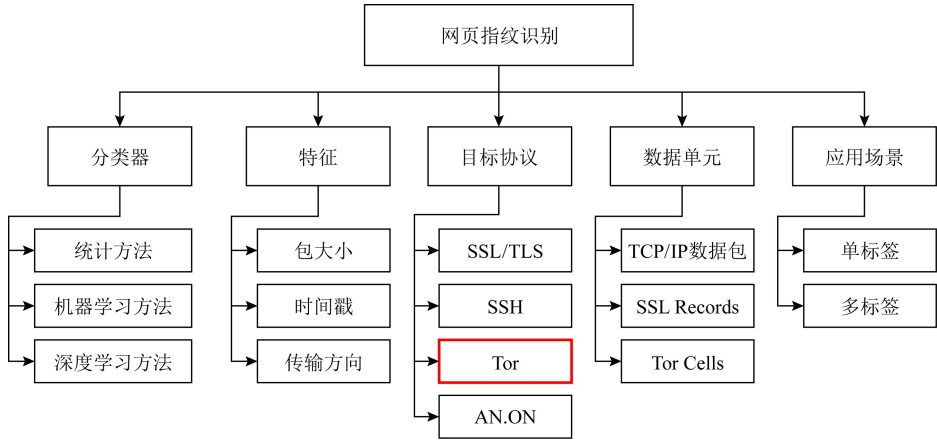 网页指纹识别
分类器
特征
目标协议
数据单元
应用场景
统计方法
包大小
SSL/TLS
TCP/IP数据包
单标签
机器学习方法
时间戳
SSH
SSL Records
多标签
深度学习方法
传输方向
Tor
Tor Cells
AN.ON